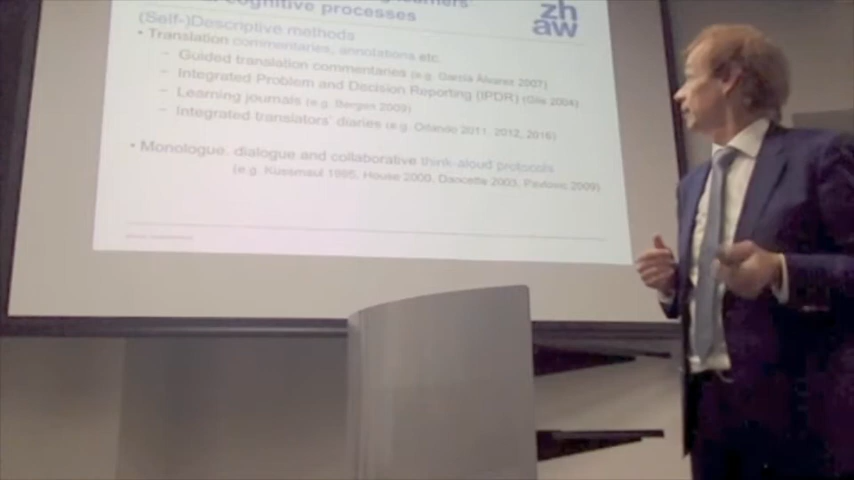 learners'
cognitive processes
zh
aw
(Self-)Descriptive methods
• Translation commentaries, annotations etc.
– Guided translation commentaries (e.g. García Álvarez 2007)
– Integrated Problem and Decision Reporting (IPDR) (Gile 2004)
– Learning journals (e.g. Bergen 2009)
– Integrated translators' diaries (e.g. Orlando 2011, 2012, 2016)
• Monologue, dialogue and collaborative think-aloud protocols
(e.g. Kussmaul 1995, House 2000, Dancette 2003, Pavlović 2009)